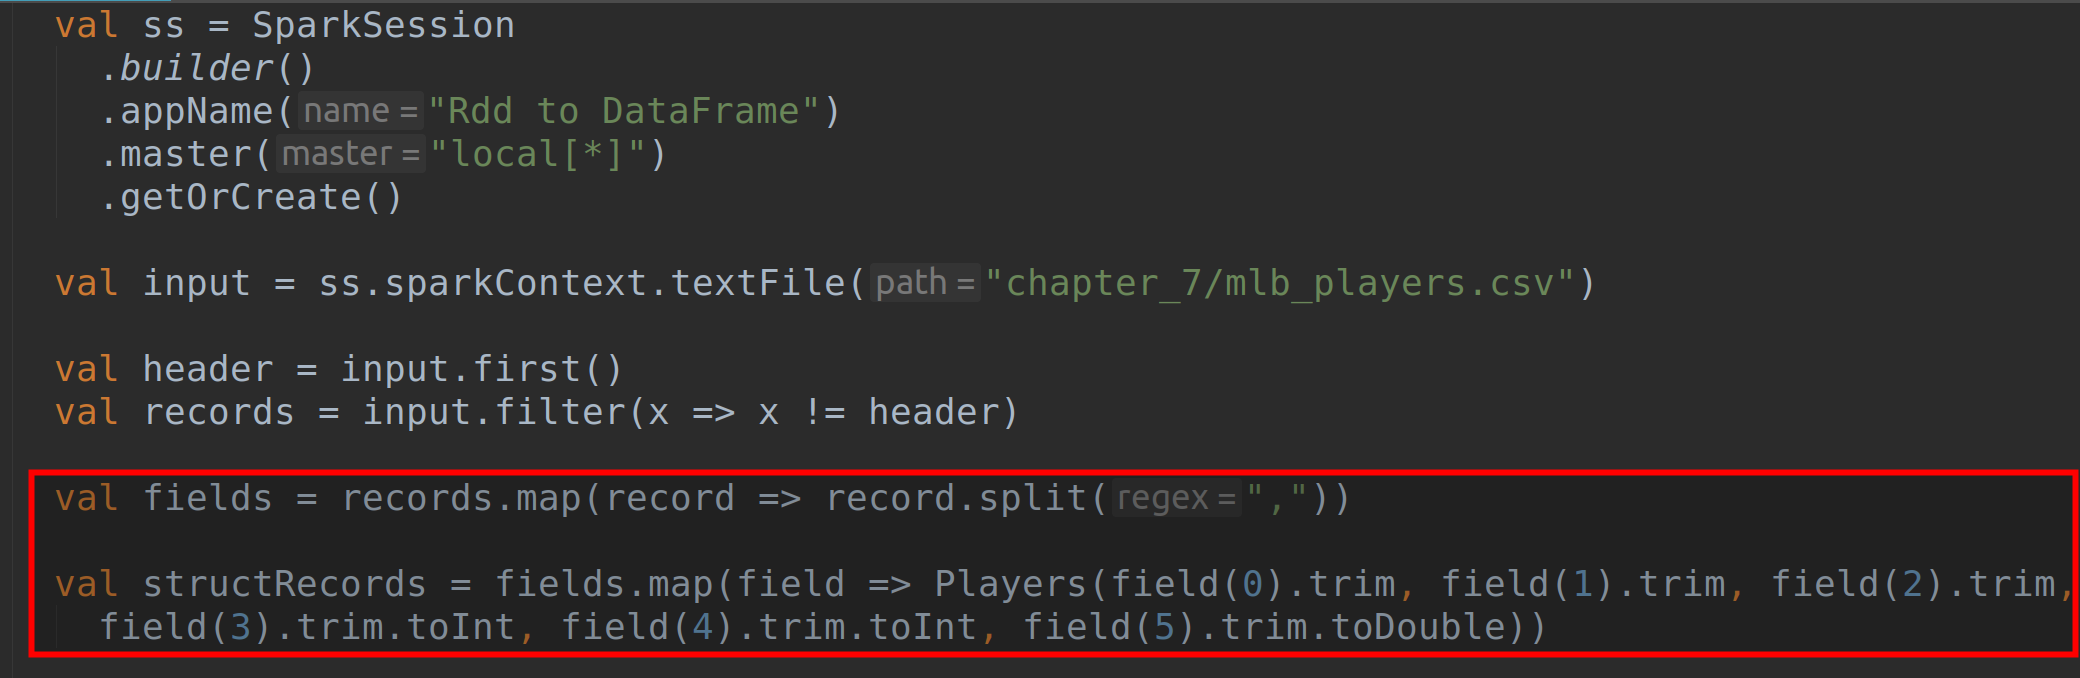 val ss = SparkSession
.builder()
.appName( name = "Rdd to DataFrame")
.master( master = "local[*]")
.getOrCreate()
val input = ss.sparkContext.textFile( path = "chapter_7/mlb_players.csv")
val header = input.first()
val records = input.filter(x => x != header)
val fields = records.map(record => record.split( regex = ","))
val structRecords = fields.map(field => Players(field(0).trim, field(1).trim, field(2).trim,
field(3).trim.toInt, field(4).trim.toInt, field(5).trim.toDouble))